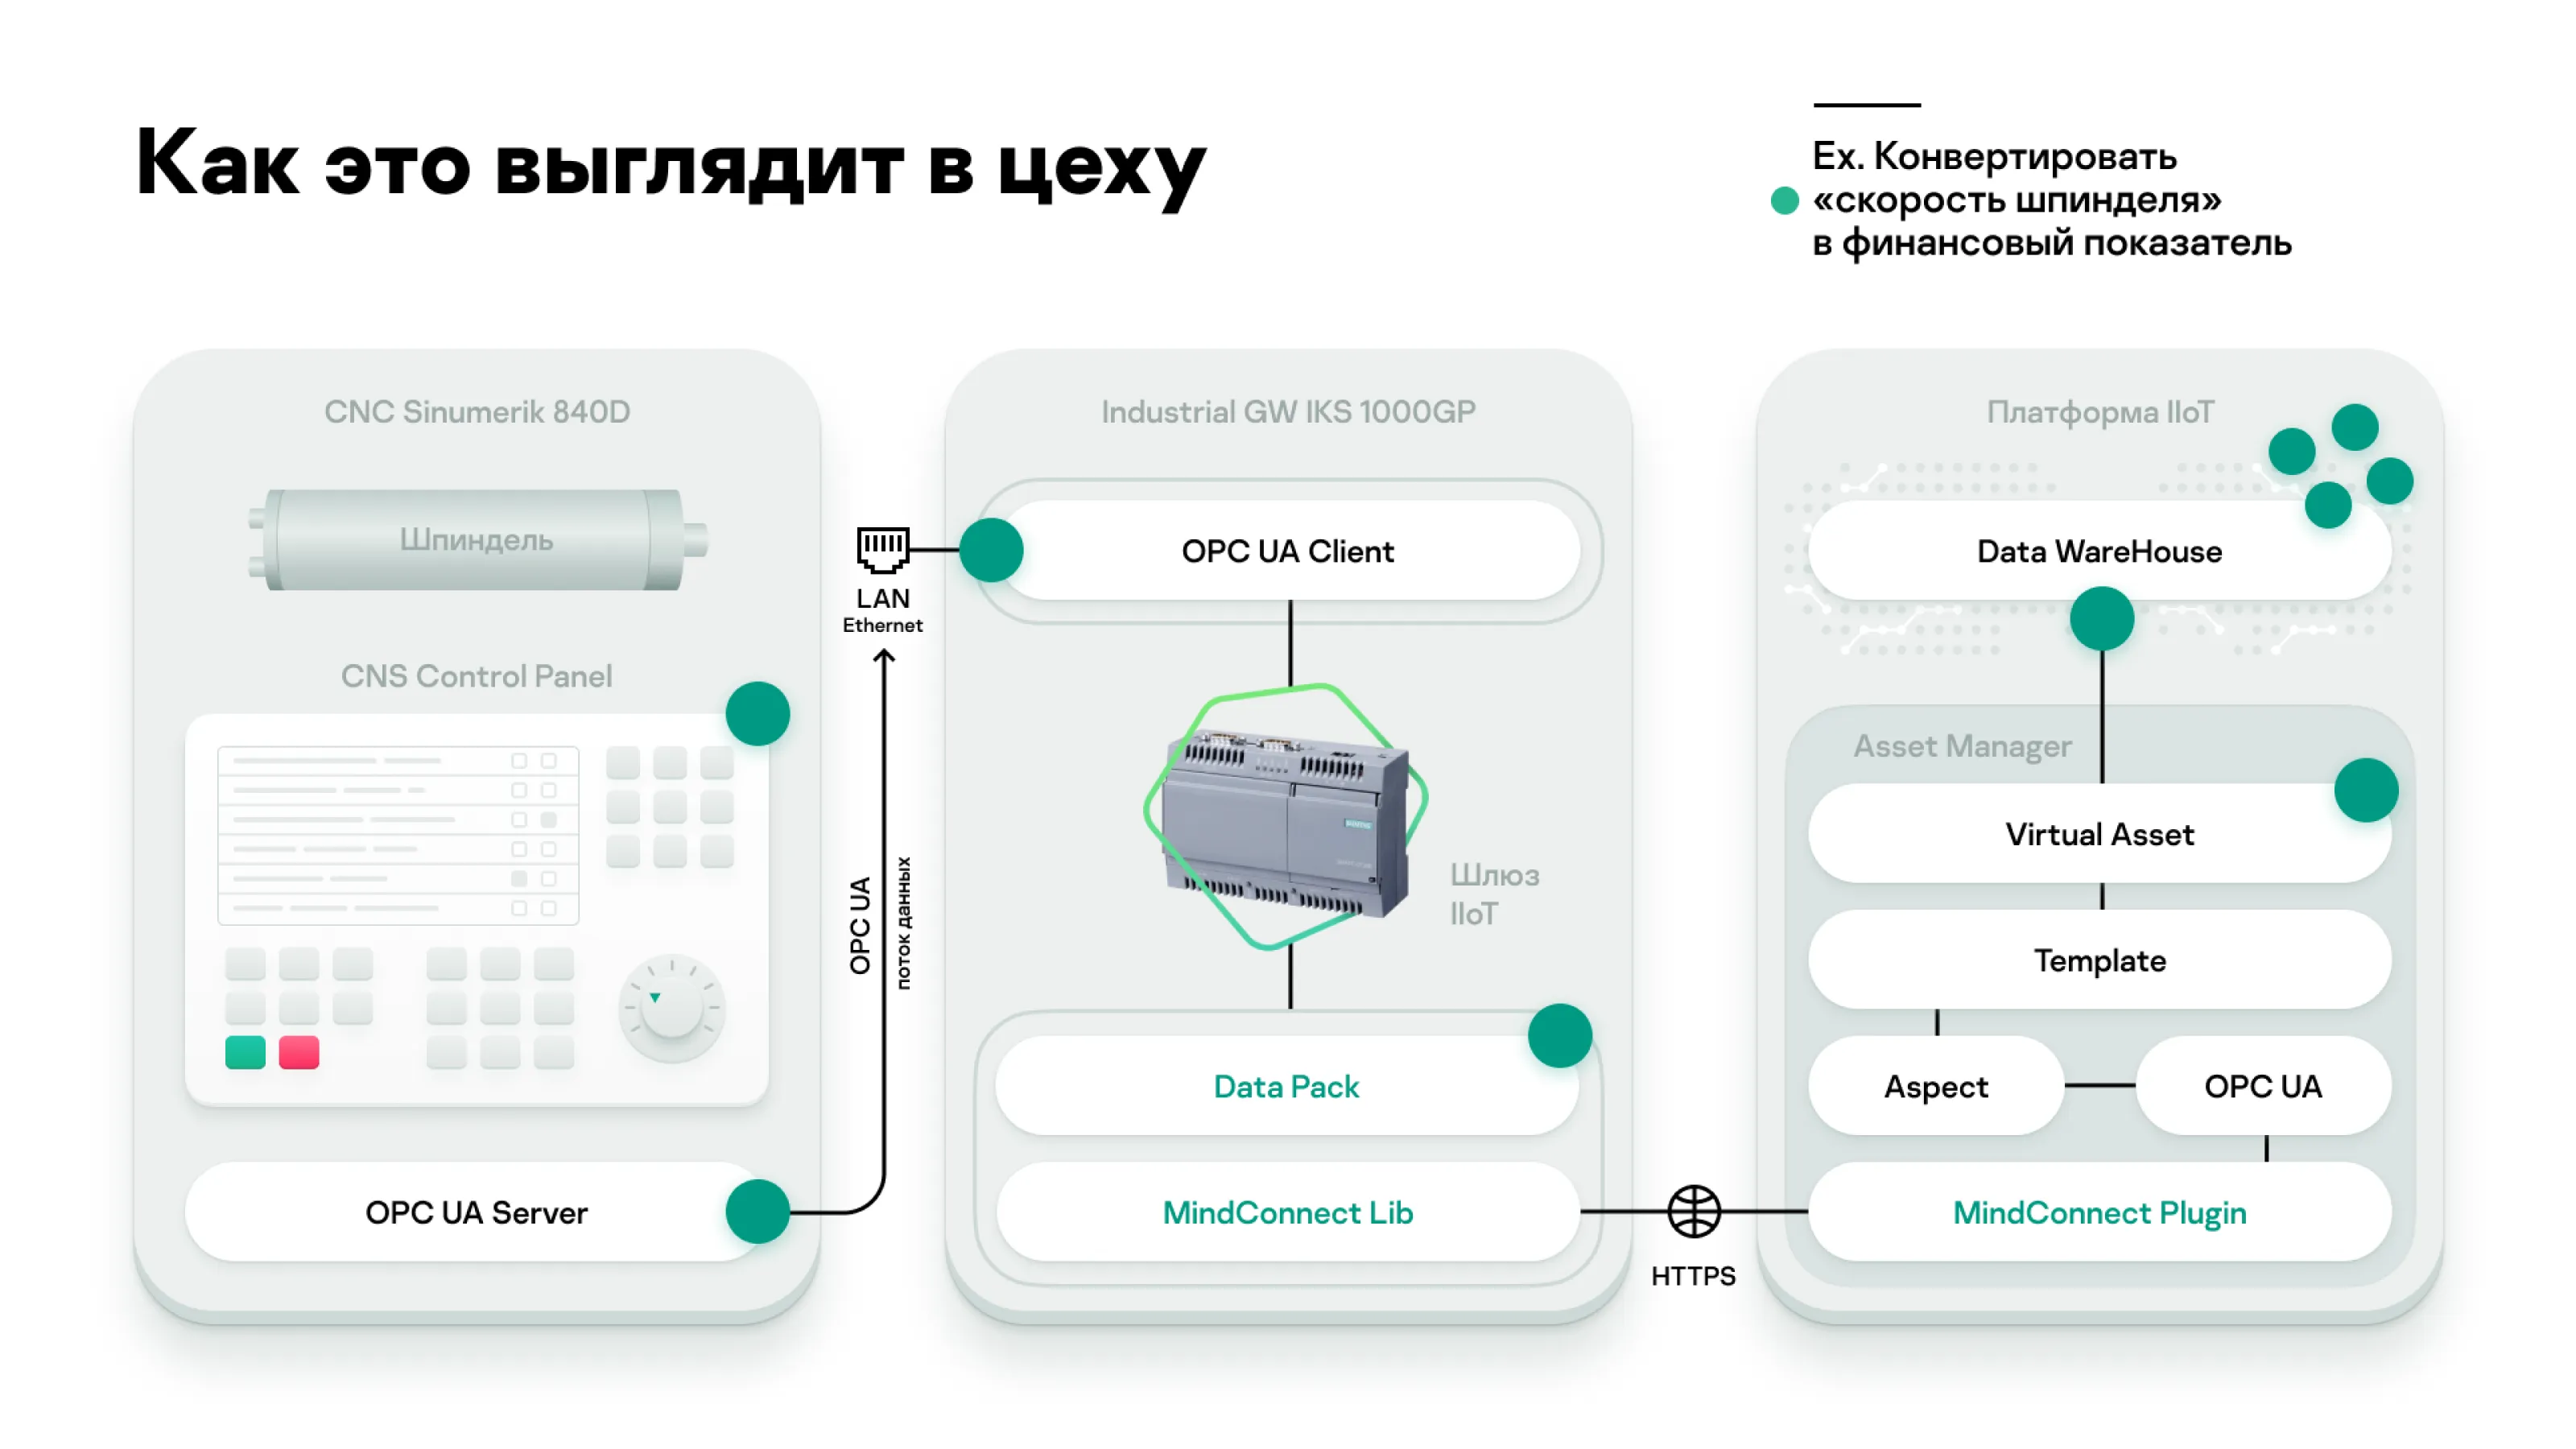 Как это выглядит в цеху
Ex. Конвертировать
«скорость шпинделя»
в финансовый показатель
CNC Sinumerik 840D
Шпиндель
CNS Control Panel
OPC UA Server
LAN
Ethernet
OPC UA
поток данных
Industrial GW IKS 1000GP
OPC UA Client
Шлюз
IIoT
Data Pack
MindConnect Lib
HTTPS
Платформа IIoT
Data WareHouse
Asset Manager
Virtual Asset
Template
Aspect
OPC UA
MindConnect Plugin